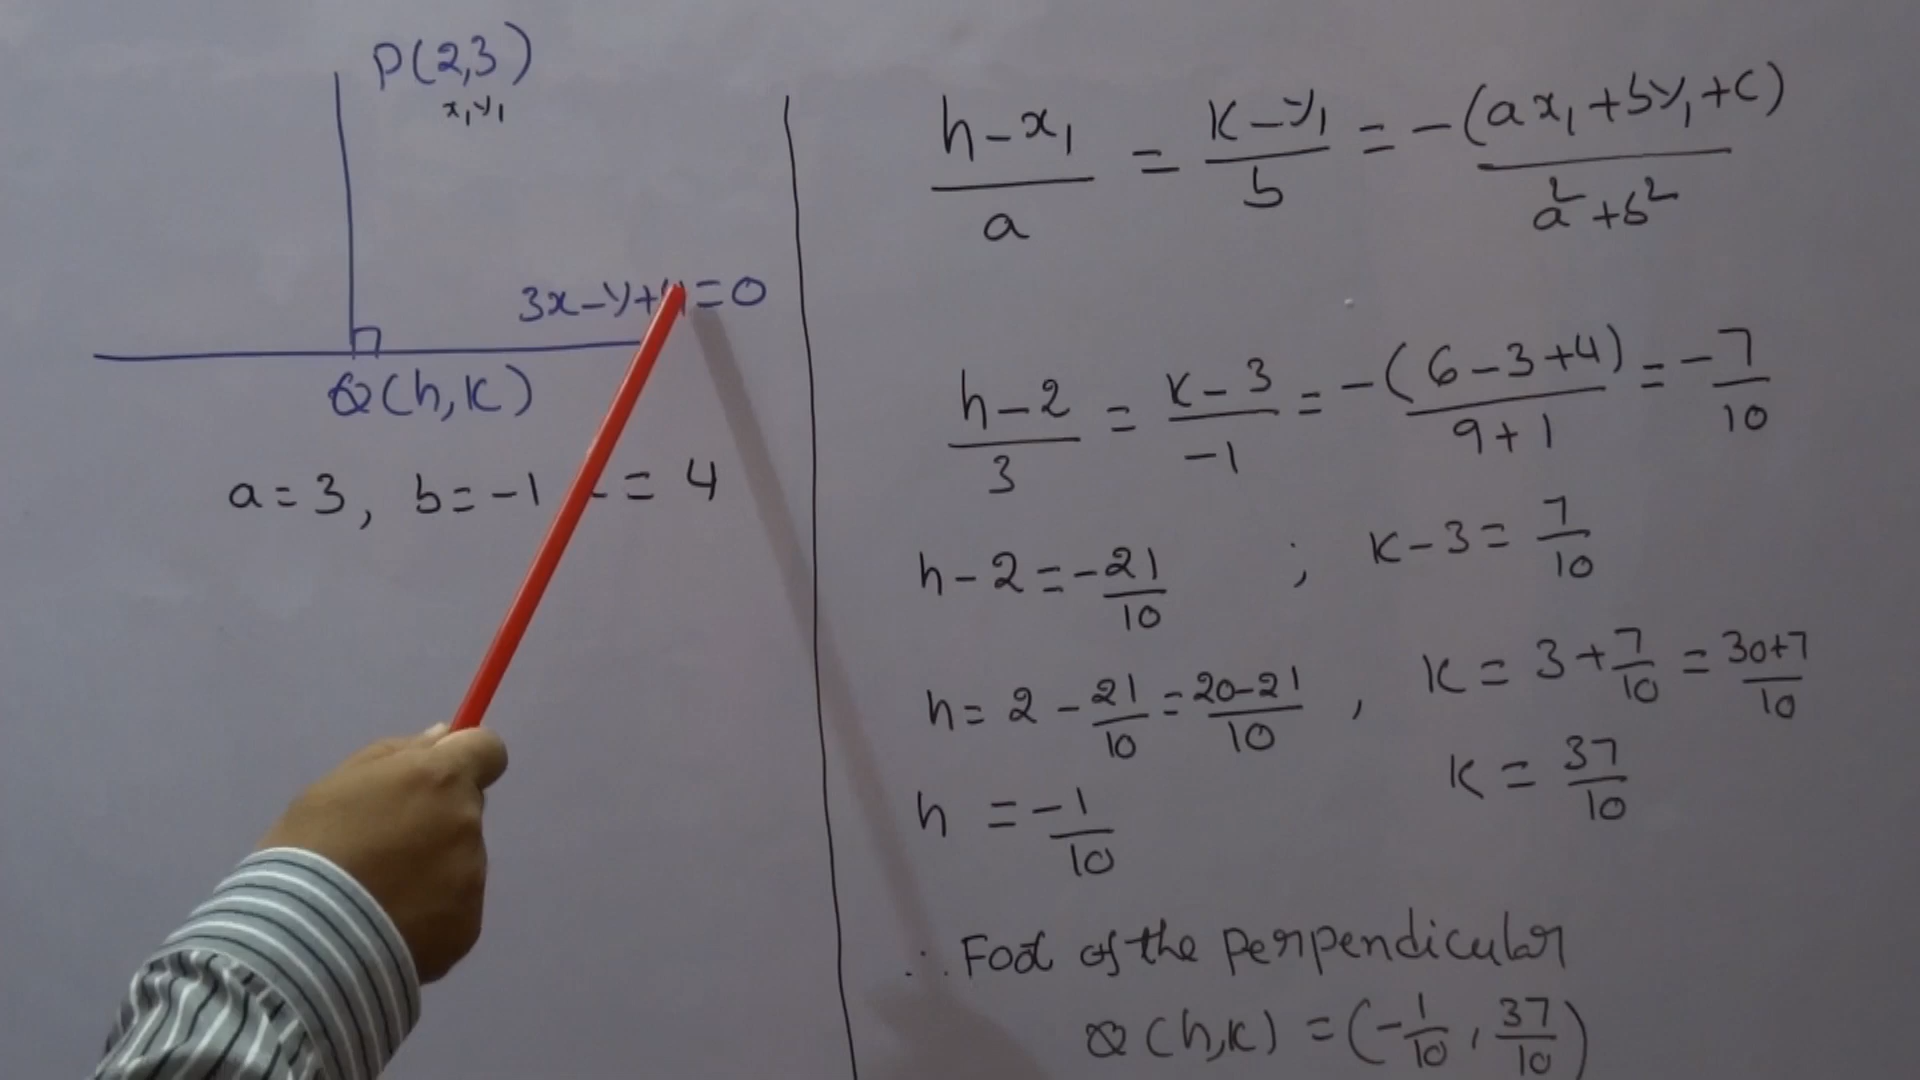 P(2,3)
x₁y₁
3x-y+4=0
Q(h,k)
a=3, b=-1 = 4
(h-x₁)/a = (k-y₁)/b = -(ax₁+by₁+c)/(a²+b²)
(h-2)/3 = (k-3)/-1 = -(6-3+4)/(9+1) = -7/10
h-2=-21/10 ; k-3=7/10
h=2-21/10=(20-21)/10 , k=3+7/10=(30+7)/10
k=37/10
h=-1/10
∴ Foot of the perpendicular
Q(h,k)=(-1/10, 37/10)